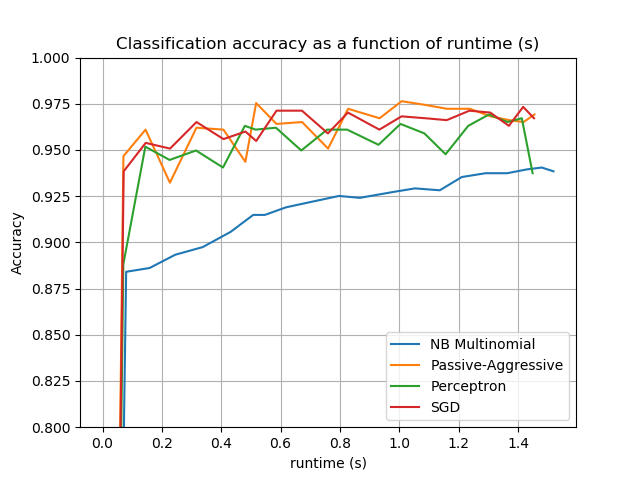 Classification accuracy as a function of runtime (s)
1.000
0.975
0.950
0.925
0.900
0.875
0.850
0.825
0.800
Accuracy
0.0 0.2 0.4 0.6 0.8 1.0 1.2 1.4
runtime (s)
NB Multinomial
Passive-Aggressive
Perceptron
SGD